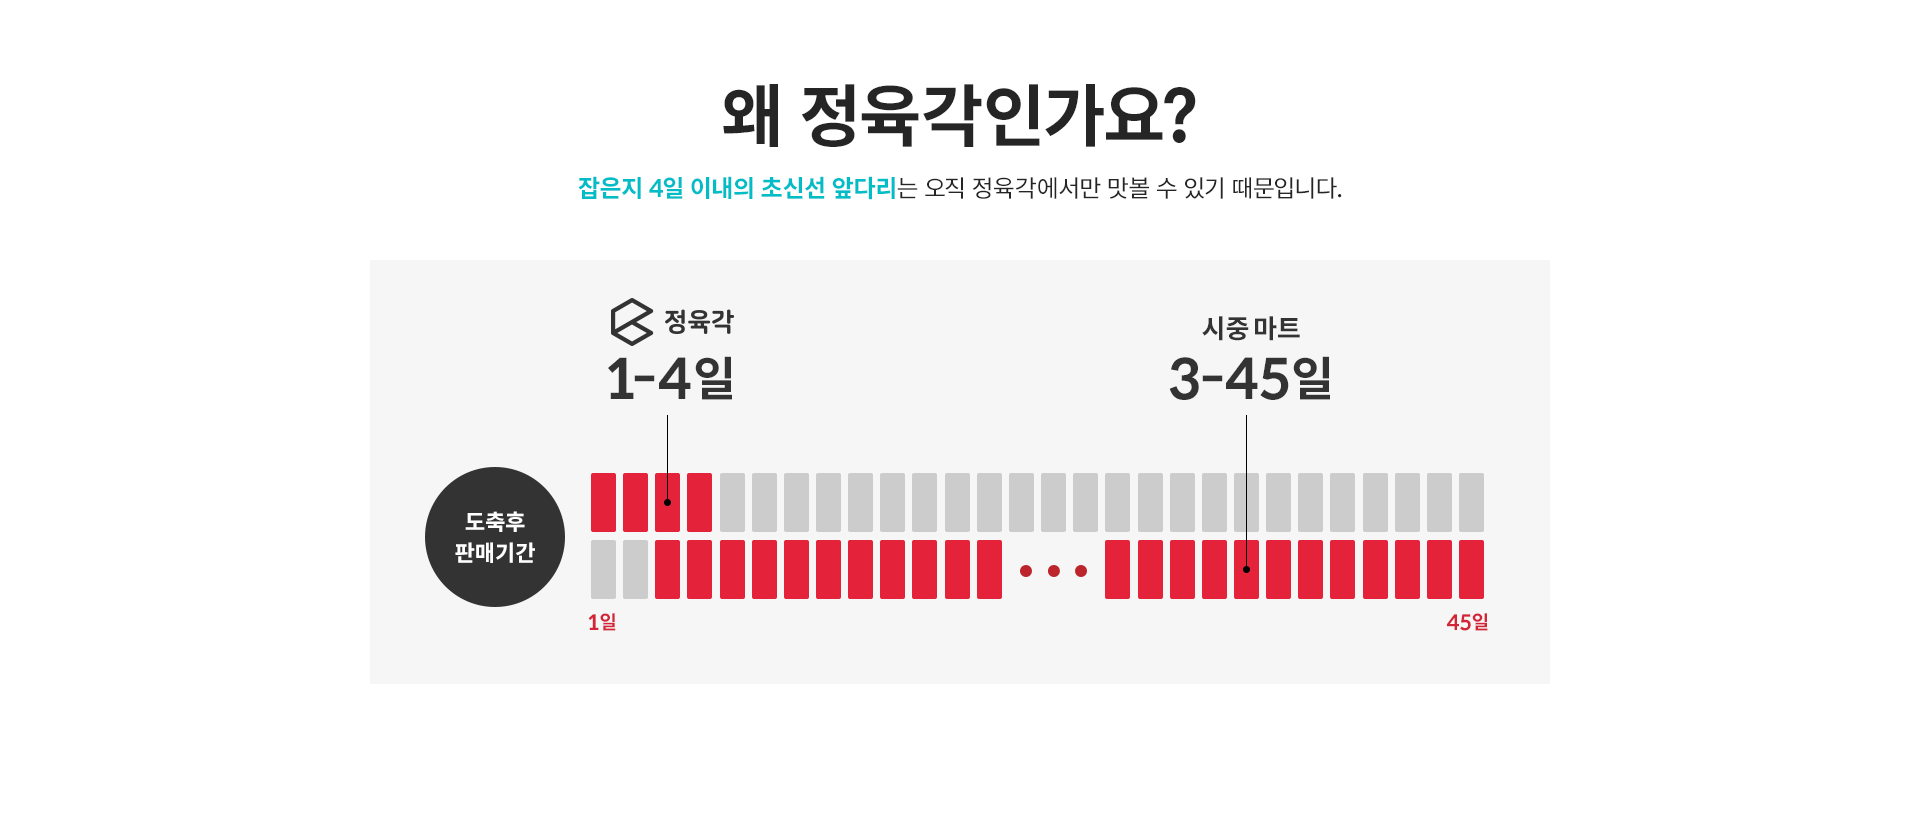 왜 정육각인가요?
잡은지 4일 이내의 초신선 앞다리는 오직 정육각에서만 맛볼 수 있기 때문입니다.
정육각
1-4일
시중 마트
3-45일
도축후
판매기간
1일
45일